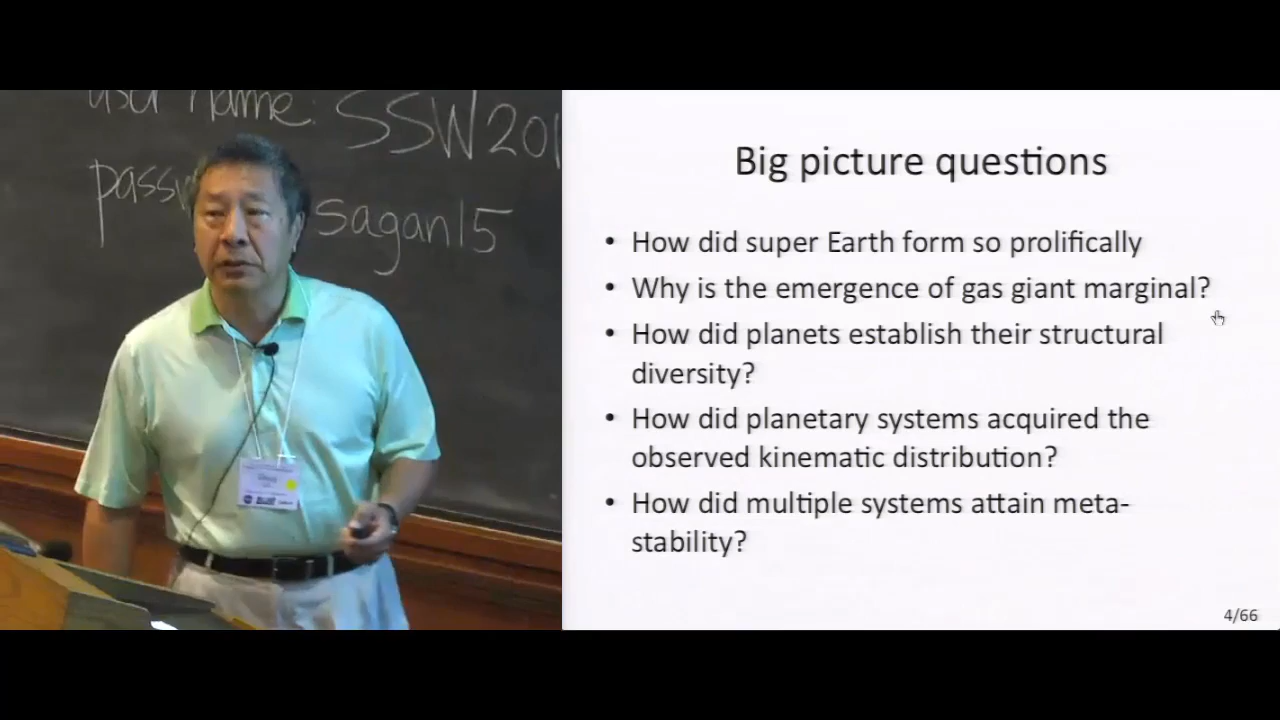 user name: SSW201
sagan15
Big picture questions
• How did super Earth form so prolifically
• Why is the emergence of gas giant marginal?
• How did planets establish their structural
diversity?
• How did planetary systems acquired the
observed kinematic distribution?
• How did multiple systems attain meta-
stability?
4/66